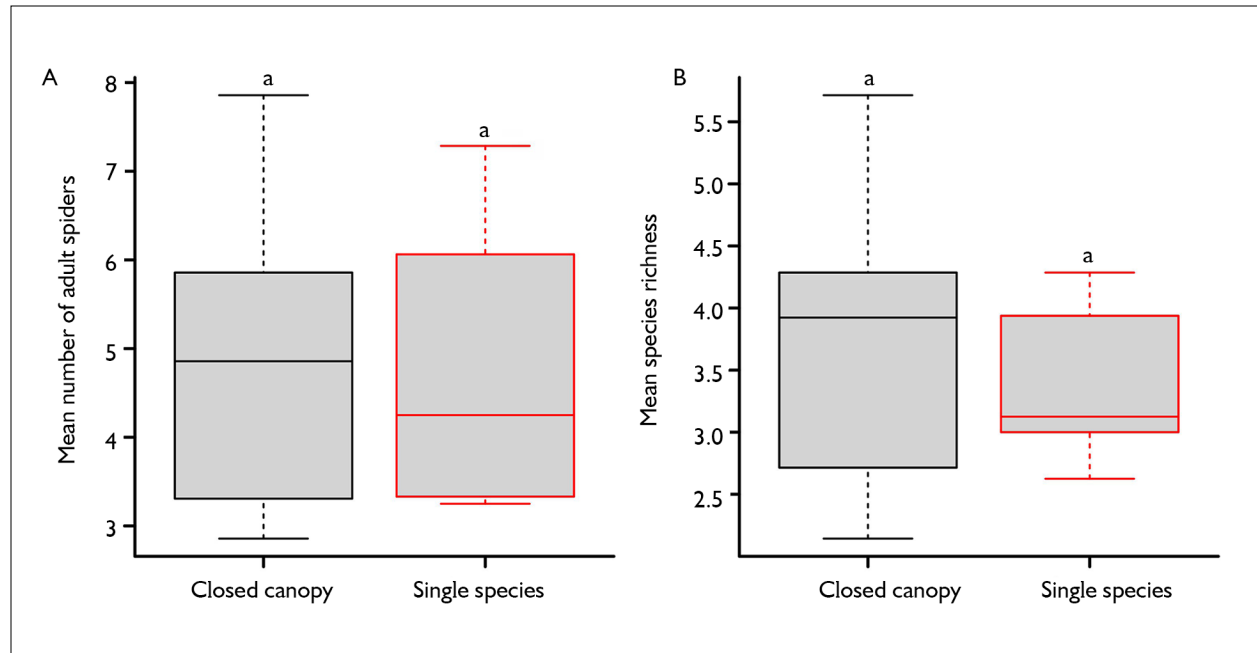 A
Mean number of adult spiders
8
7
6
5
4
3
a
a
Closed canopy
Single species
B
Mean species richness
5.5
5.0
4.5
4.0
3.5
3.0
2.5
a
a
Closed canopy
Single species